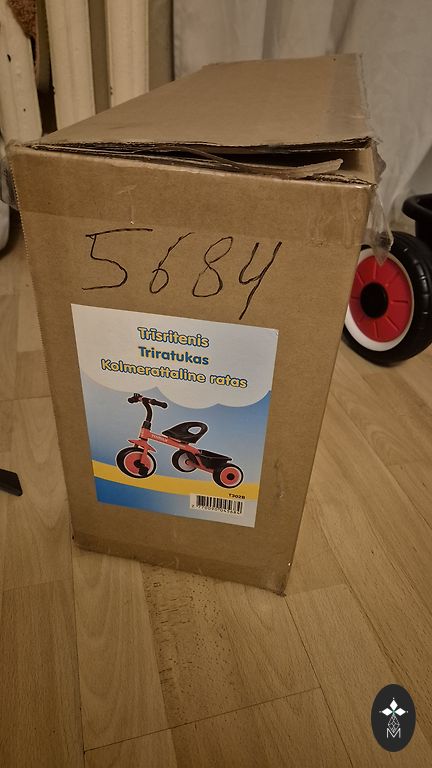 5684
Trīsritenis
Triratukas
Kolmerattaline ratas
T302B
M